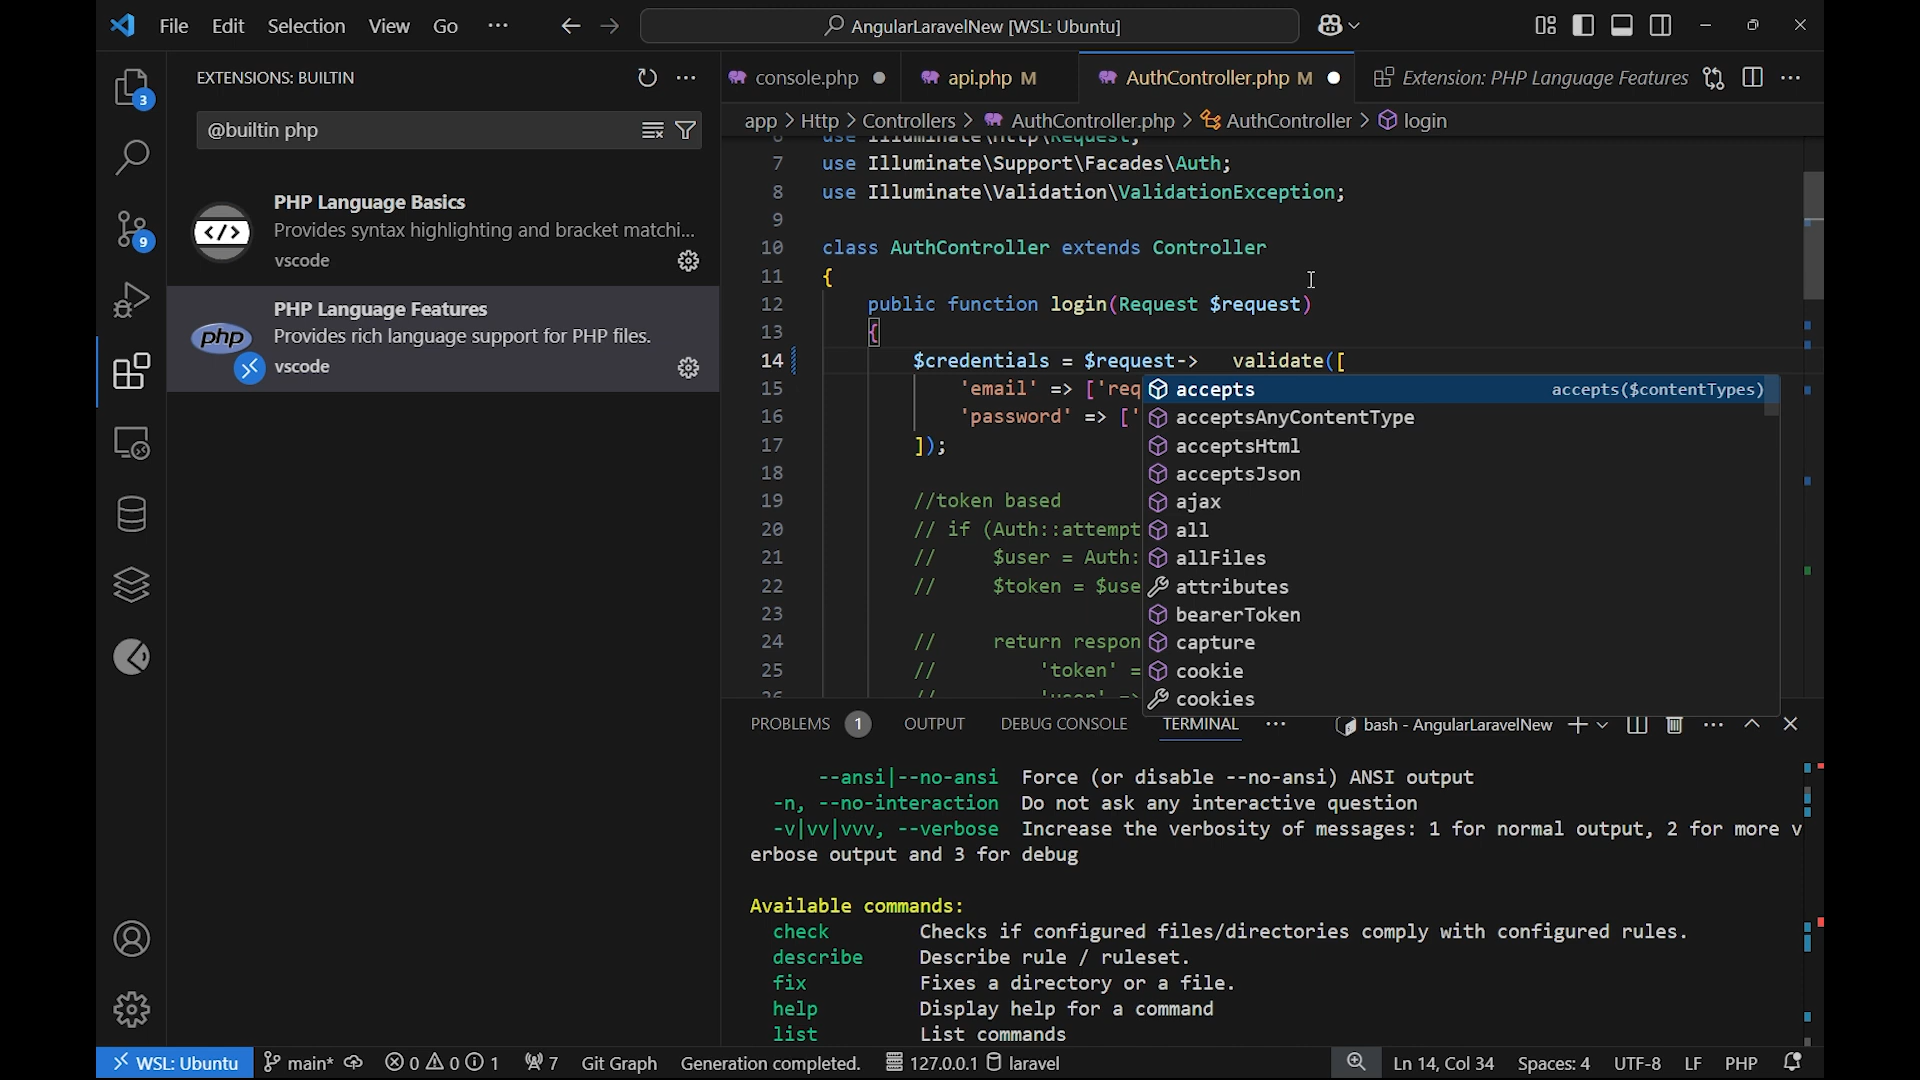 File Edit Selection View Go ···
AngularLaravelNew [WSL: Ubuntu]
3
9
EXTENSIONS: BUILTIN
@builtin php
</>
PHP Language Basics
Provides syntax highlighting and bracket matchi...
vscode
php
PHP Language Features
Provides rich language support for PHP files.
vscode
console.php
api.php M
AuthController.php M
Extension: PHP Language Features
app > Http > Controllers > AuthController.php > AuthController > login
6 use Illuminate\Http\Request;
7 use Illuminate\Support\Facades\Auth;
8 use Illuminate\Validation\ValidationException;
9
10 class AuthController extends Controller
11 {
12 public function login(Request $request)
13 {
14 $credentials = $request-> validate([
15 'email' => ['req
16 'password' => ['
17 ]);
18
19 //token based
20 // if (Auth::attempt
21 // $user = Auth:
22 // $token = $use
23
24 // return respon
25 // 'token' =
26 // 'user' =>
accepts accepts($contentTypes)
acceptsAnyContentType
acceptsHtml
acceptsJson
ajax
all
allFiles
attributes
bearerToken
capture
cookie
cookies
PROBLEMS 1 OUTPUT DEBUG CONSOLE TERMINAL ··· bash - AngularLaravelNew
--ansi|--no-ansi Force (or disable --no-ansi) ANSI output
-n, --no-interaction Do not ask any interactive question
-v|vv|vvv, --verbose Increase the verbosity of messages: 1 for normal output, 2 for more v
erbose output and 3 for debug
Available commands:
check Checks if configured files/directories comply with configured rules.
describe Describe rule / ruleset.
fix Fixes a directory or a file.
help Display help for a command
list List commands
WSL: Ubuntu main* 0 0 1 7 Git Graph Generation completed. 127.0.0.1 laravel Ln 14, Col 34 Spaces: 4 UTF-8 LF PHP